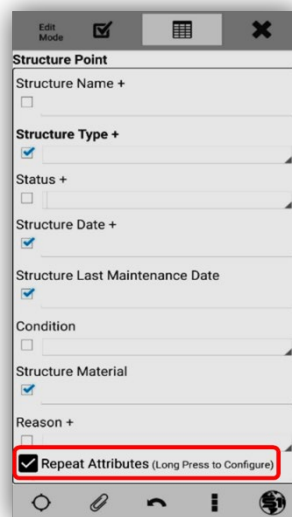 Edit
Mode
Structure Point
Structure Name +
Structure Type +
Status +
Structure Date +
Structure Last Maintenance Date
Condition
Structure Material
Reason +
Repeat Attributes (Long Press to Configure)